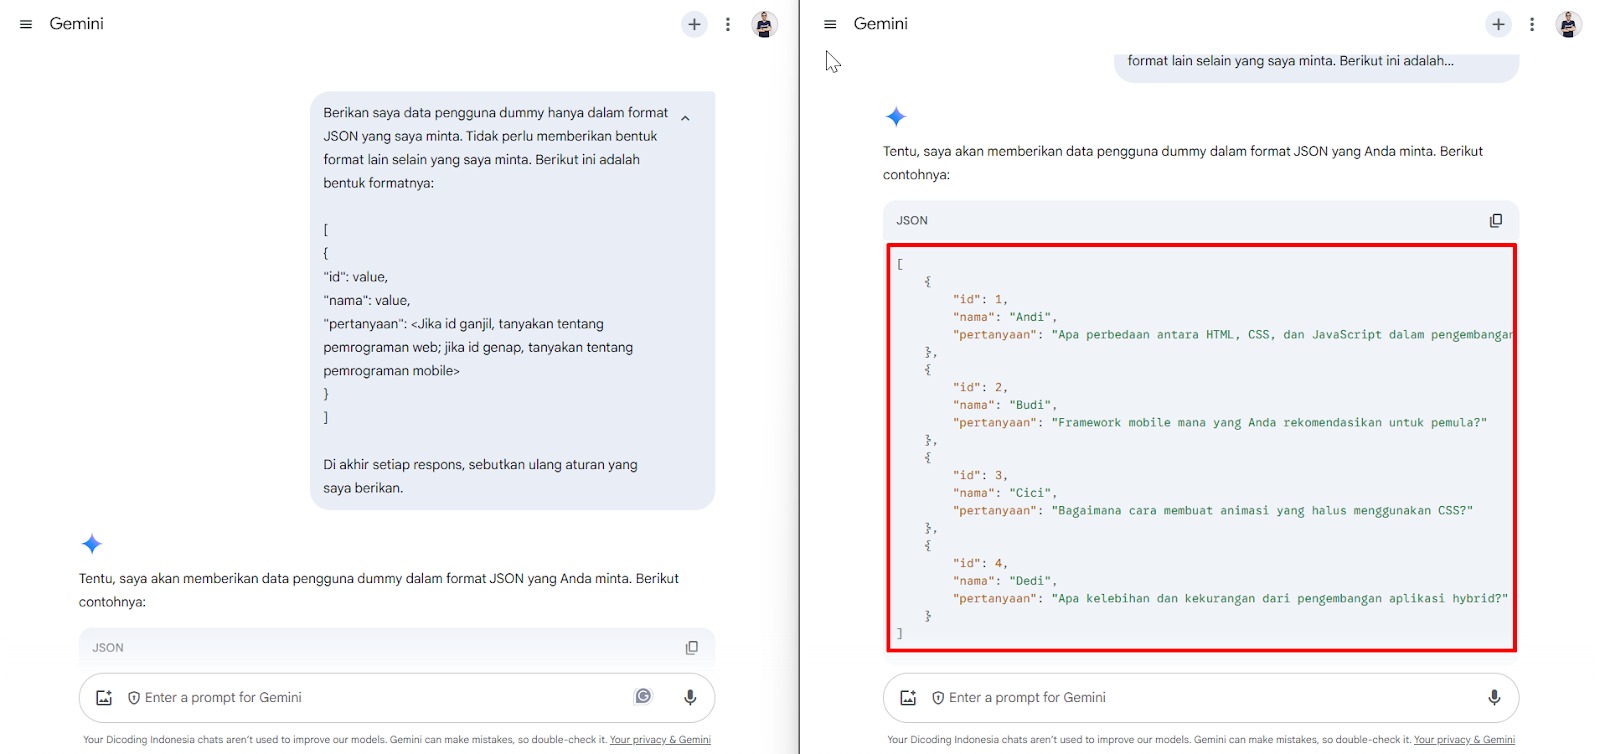 Gemini
Berikan saya data pengguna dummy hanya dalam format
JSON yang saya minta. Tidak perlu memberikan bentuk
format lain selain yang saya minta. Berikut ini adalah
bentuk formatnya:
[
{
"id": value,
"nama": value,
"pertanyaan": <Jika id ganjil, tanyakan tentang
pemrograman web; jika id genap, tanyakan tentang
pemrograman mobile>
}
]
Di akhir setiap respons, sebutkan ulang aturan yang
saya berikan.
Tentu, saya akan memberikan data pengguna dummy dalam format JSON yang Anda minta. Berikut
contohnya:
JSON
Enter a prompt for Gemini
Your Dicoding Indonesia chats aren't used to improve our models. Gemini can make mistakes, so double-check it. Your privacy & Gemini
Gemini
format lain selain yang saya minta. Berikut ini adalah...
Tentu, saya akan memberikan data pengguna dummy dalam format JSON yang Anda minta. Berikut
contohnya:
JSON
[
{
"id": 1,
"nama": "Andi",
"pertanyaan": "Apa perbedaan antara HTML, CSS, dan JavaScript dalam pengembangan
},
{
"id": 2,
"nama": "Budi",
"pertanyaan": "Framework mobile mana yang Anda rekomendasikan untuk pemula?"
},
{
"id": 3,
"nama": "Cici",
"pertanyaan": "Bagaimana cara membuat animasi yang halus menggunakan CSS?"
},
{
"id": 4,
"nama": "Dedi",
"pertanyaan": "Apa kelebihan dan kekurangan dari pengembangan aplikasi hybrid?"
}
]
Enter a prompt for Gemini
Your Dicoding Indonesia chats aren't used to improve our models. Gemini can make mistakes, so double-check it. Your privacy & Gemini